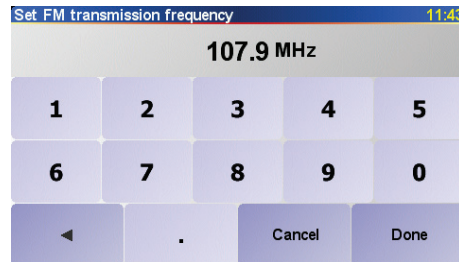 Set FM transmission frequency 11:43
107.9 MHz
1 2 3 4 5
6 7 8 9 0
◄ . Cancel Done